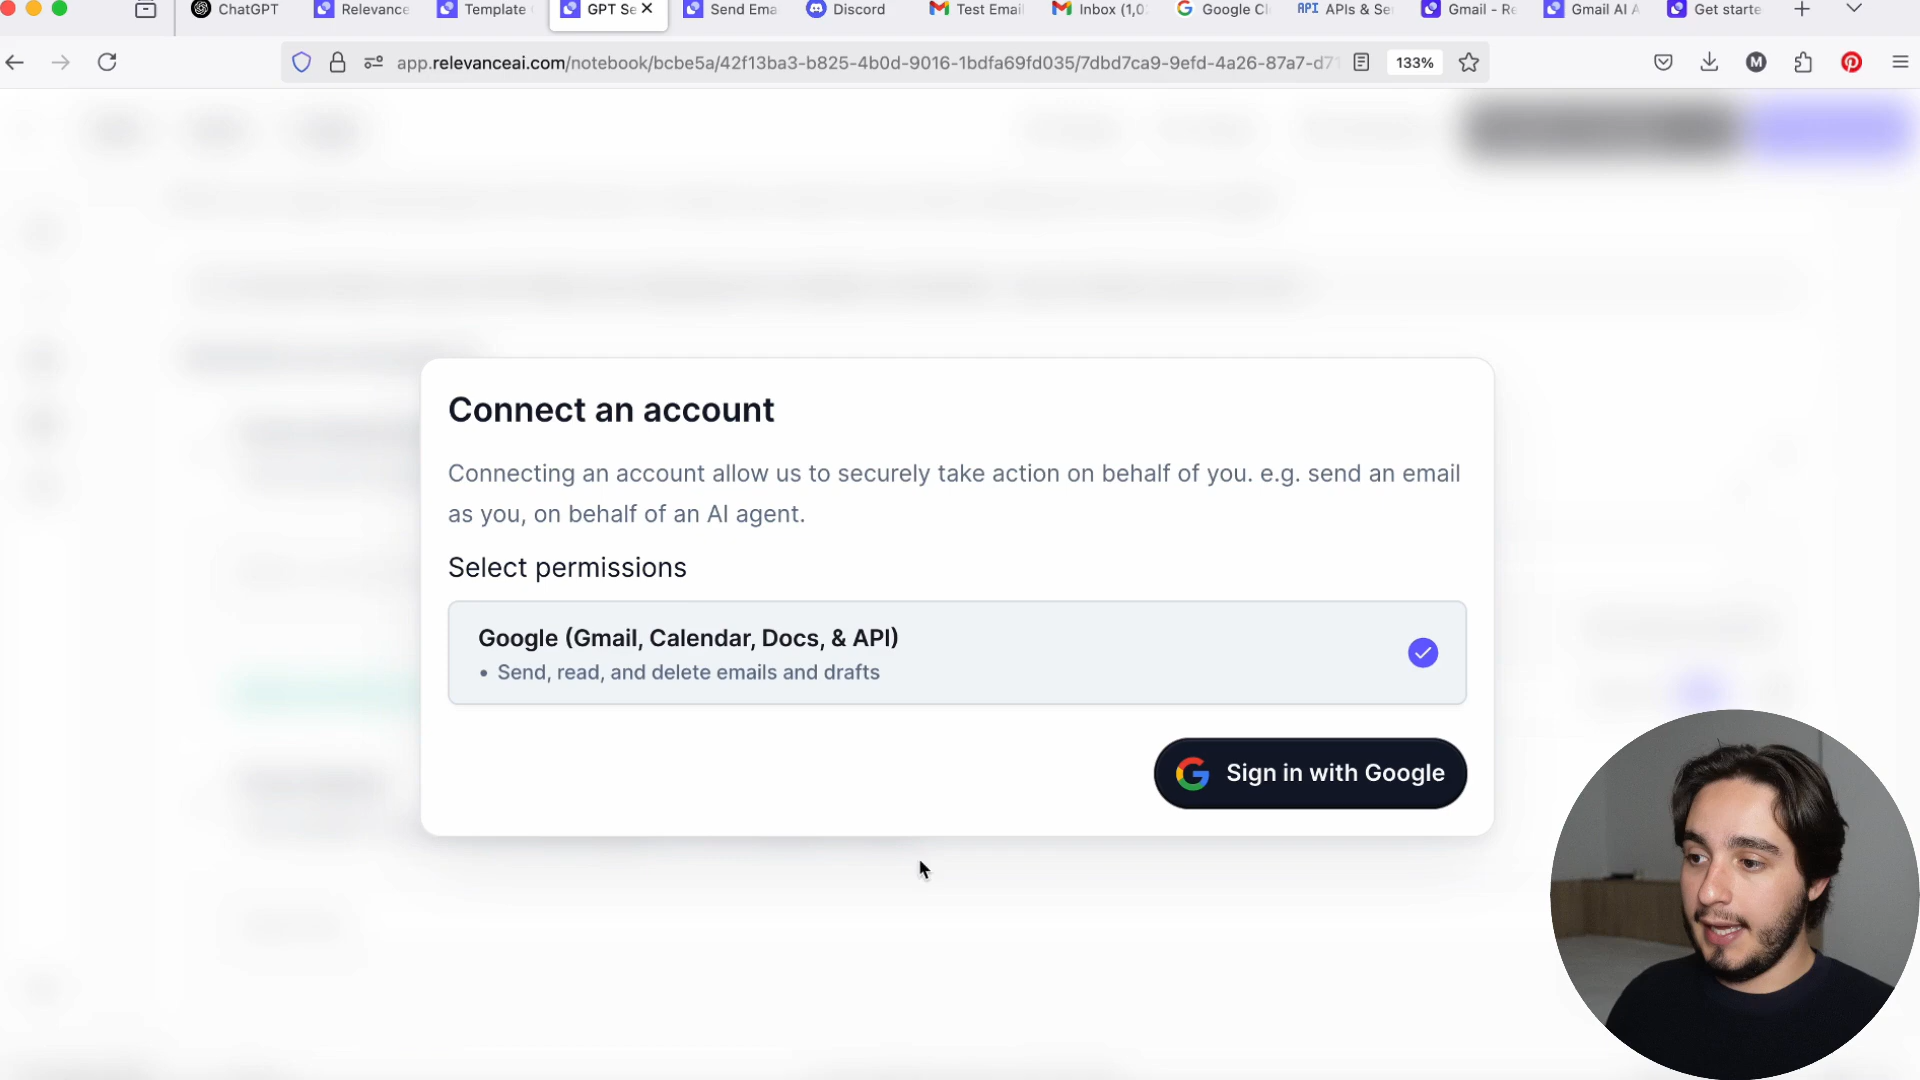 ChatGPT
Relevance
Template
GPT Se
Send Ema
Discord
Test Email
Inbox (1,0
Google Cl
API APIs & Se
Gmail - Re
Gmail AI A
Get starte
app.relevanceai.com/notebook/bcbe5a/42f13ba3-b825-4b0d-9016-1bdfa69fd035/7dbd7ca9-9efd-4a26-87a7-d71
133%
M
Connect an account
Connecting an account allow us to securely take action on behalf of you. e.g. send an email
as you, on behalf of an AI agent.
Select permissions
Google (Gmail, Calendar, Docs, & API)
• Send, read, and delete emails and drafts
Sign in with Google